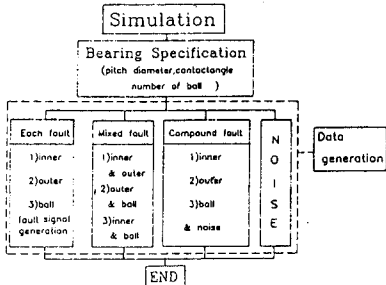 Simulation
Bearing Specification
(pitch diameter,contactangle
number of ball )
Each fault
1)inner
2)outer
3)ball
fault signal
generation
Mixed fault
1)inner
& outer
2)outer
& ball
3)inner
& ball
Compound fault
1)inner
2)outer
3)ball
& noise
N
O
I
S
E
Data
generation
END